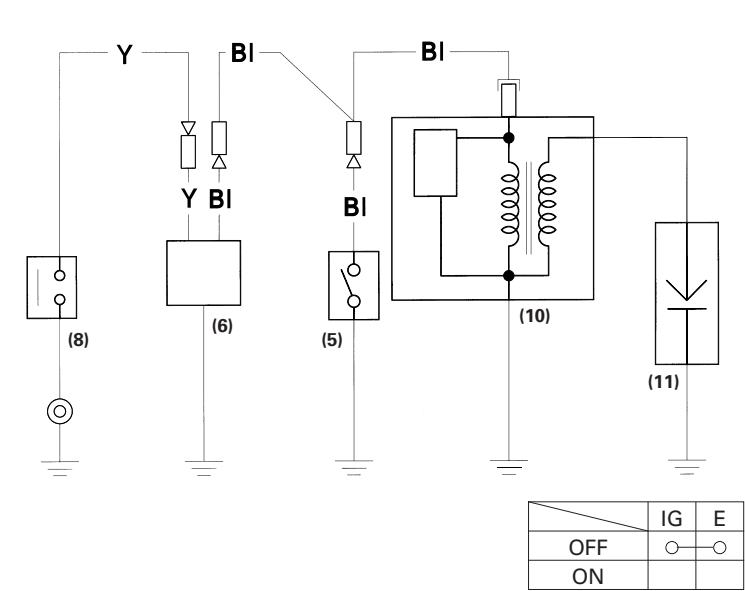 Y Bl Bl
Y Bl Bl
(8) (6) (5) (10) (11)
IG E
OFF
ON